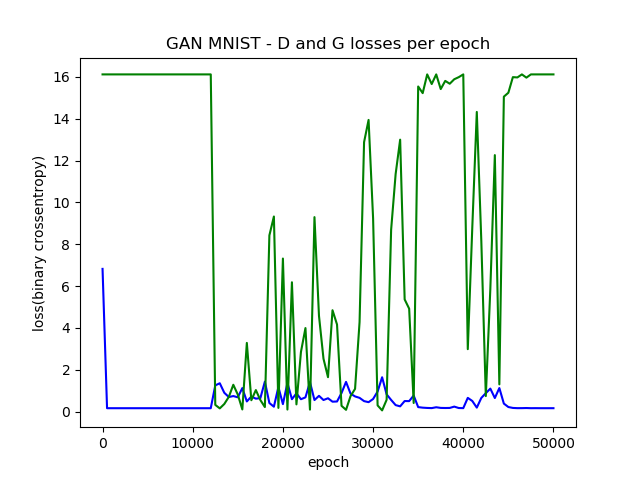 GAN MNIST - D and G losses per epoch
loss(binary crossentropy)
16
14
12
10
8
6
4
2
0
0 10000 20000 30000 40000 50000
epoch